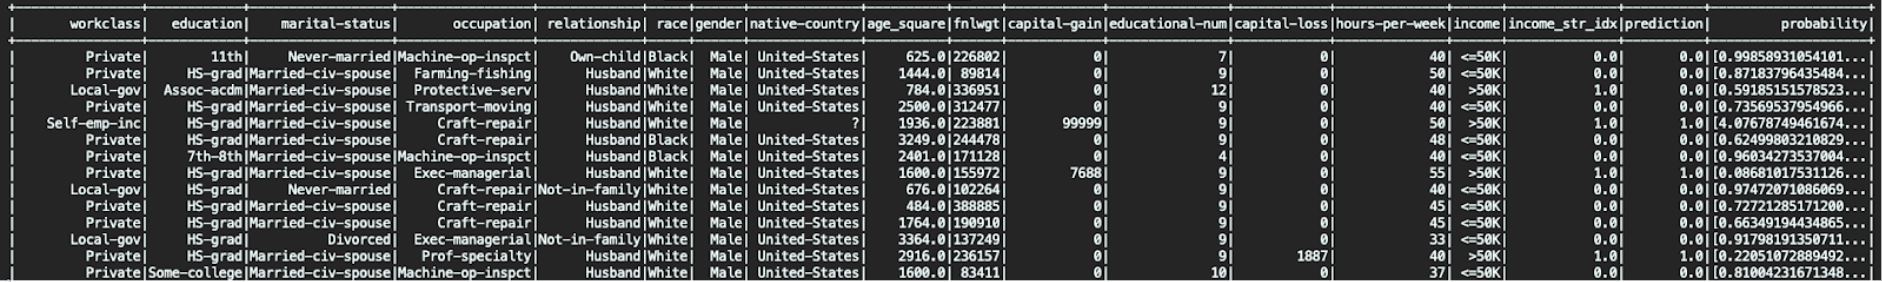 | workclass| education| marital-status| occupation| relationship| race|gender|native-country|age_square|fnlwgt|capital-gain|educational-num|capital-loss|hours-per-week|income|income_str_idx|prediction| probability|
| Private| 11th| Never-married|Machine-op-inspct| Own-child|Black| Male| United-States| 625.0|226802| 0| 7| 0| 40| <=50K| 0.0| 0.0|[0.99858931054101...|
| Private| HS-grad|Married-civ-spouse| Farming-fishing| Husband|White| Male| United-States| 1444.0| 89814| 0| 9| 0| 50| <=50K| 0.0| 0.0|[0.87183796435484...|
| Local-gov| Assoc-acdm|Married-civ-spouse| Protective-serv| Husband|White| Male| United-States| 784.0|336951| 0| 12| 0| 40| >50K| 1.0| 0.0|[0.59185151578523...|
| Private| HS-grad|Married-civ-spouse| Transport-moving| Husband|White| Male| United-States| 2500.0|312477| 0| 9| 0| 40| <=50K| 0.0| 0.0|[0.73569537954966...|
| Self-emp-inc| HS-grad|Married-civ-spouse| Craft-repair| Husband|White| Male| ?| 1936.0|223881| 99999| 9| 0| 50| >50K| 1.0| 1.0|[4.07678749461674...|
| Private| HS-grad|Married-civ-spouse| Craft-repair| Husband|Black| Male| United-States| 3249.0|244478| 0| 9| 0| 48| <=50K| 0.0| 0.0|[0.62499803210829...|
| Private| 7th-8th|Married-civ-spouse|Machine-op-inspct| Husband|Black| Male| United-States| 2401.0|171128| 0| 4| 0| 40| <=50K| 0.0| 0.0|[0.96034273537004...|
| Private| HS-grad|Married-civ-spouse| Exec-managerial| Husband|White| Male| United-States| 1600.0|155972| 7688| 9| 0| 55| >50K| 1.0| 1.0|[0.08681017531126...|
| Local-gov| HS-grad| Never-married| Craft-repair|Not-in-family|White| Male| United-States| 676.0|102264| 0| 9| 0| 40| <=50K| 0.0| 0.0|[0.97472071086069...|
| Private| HS-grad|Married-civ-spouse| Craft-repair| Husband|White| Male| United-States| 484.0|388885| 0| 9| 0| 45| <=50K| 0.0| 0.0|[0.72721285171200...|
| Private| HS-grad|Married-civ-spouse| Craft-repair| Husband|White| Male| United-States| 1764.0|190910| 0| 9| 0| 45| <=50K| 0.0| 0.0|[0.66349194434865...|
| Local-gov| HS-grad| Divorced| Exec-managerial|Not-in-family|White| Male| United-States| 3364.0|137249| 0| 9| 0| 33| <=50K| 0.0| 0.0|[0.91798191350711...|
| Private| HS-grad|Married-civ-spouse| Prof-specialty| Husband|White| Male| United-States| 2916.0|236157| 0| 9| 1887| 40| >50K| 1.0| 1.0|[0.22051072889492...|
| Private|Some-college|Married-civ-spouse|Machine-op-inspct| Husband|White| Male| United-States| 1600.0| 83411| 0| 10| 0| 37| <=50K| 0.0| 0.0|[0.81004231671348...|